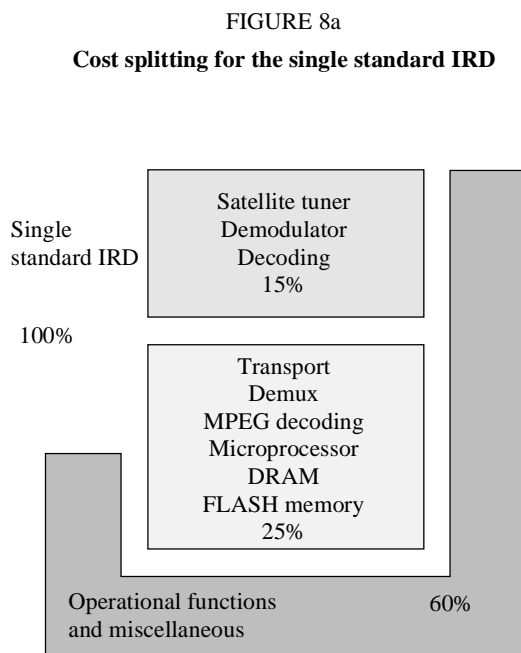 FIGURE 8a
Cost splitting for the single standard IRD
Satellite tuner
Demodulator
Decoding
15%
Single
standard IRD
100%
Transport
Demux
MPEG decoding
Microprocessor
DRAM
FLASH memory
25%
Operational functions
and miscellaneous
60%